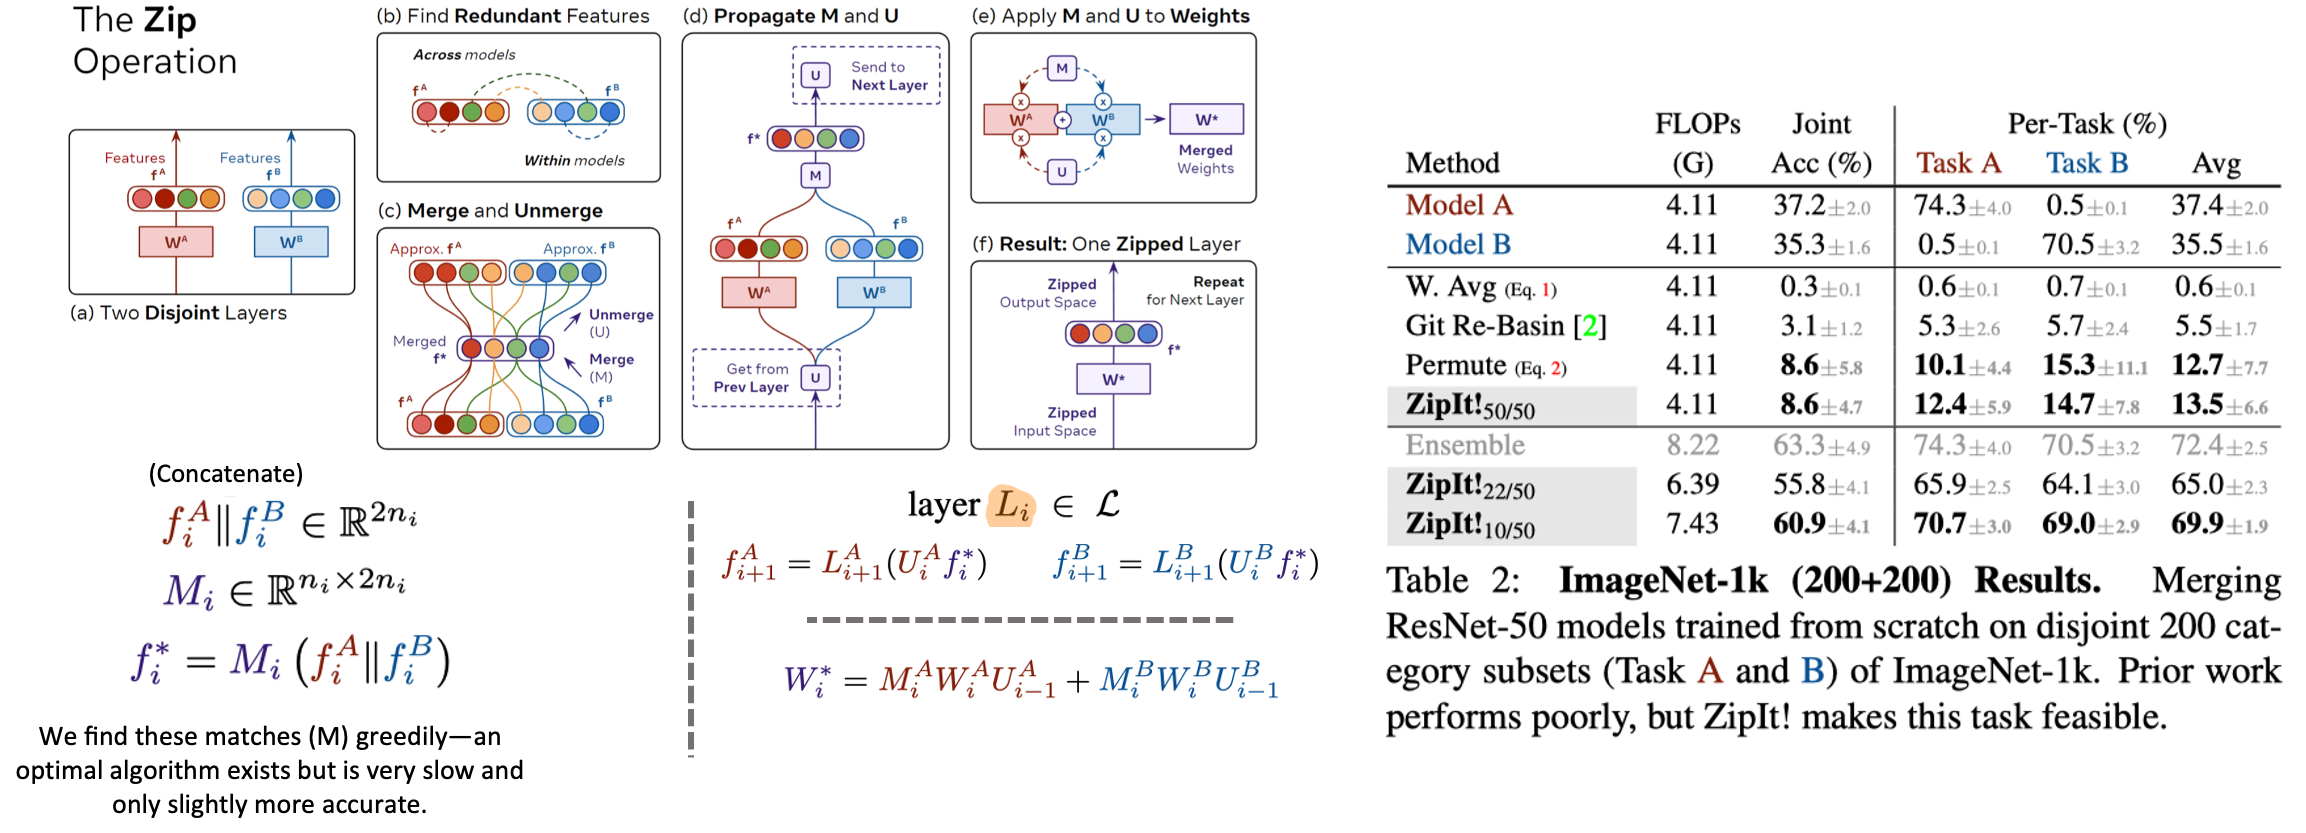 The Zip
Operation
Features
f^A
Features
f^B
W^A
W^B
(a) Two Disjoint Layers
(b) Find Redundant Features
Across models
f^A
f^B
Within models
(c) Merge and Unmerge
Approx. f^A
Approx. f^B
Unmerge
(U)
Merged
f*
Merge
(M)
f^A
f^B
(d) Propagate M and U
U
Send to
Next Layer
f*
M
f^A
f^B
W^A
W^B
Get from
Prev Layer
U
(e) Apply M and U to Weights
M
x
x
W^A
+
W^B
W*
x
x
Merged
Weights
U
(f) Result: One Zipped Layer
Zipped
Output Space
Repeat
for Next Layer
f*
W*
Zipped
Input Space
(Concatenate)
f_i^A ∥ f_i^B ∈ ℝ^{2n_i}
M_i ∈ ℝ^{n_i×2n_i}
f_i^* = M_i (f_i^A ∥ f_i^B)
We find these matches (M) greedily—an
optimal algorithm exists but is very slow and
only slightly more accurate.
layer L_i ∈ ℒ
f_{i+1}^A = L_{i+1}^A(U_i^A f_i^*) f_{i+1}^B = L_{i+1}^B(U_i^B f_i^*)
W_i^* = M_i^A W_i^A U_{i−1}^A + M_i^B W_i^B U_{i−1}^B
FLOPs Joint Per-Task (%)
Method (G) Acc (%) Task A Task B Avg
Model A 4.11 37.2±2.0 74.3±4.0 0.5±0.1 37.4±2.0
Model B 4.11 35.3±1.6 0.5±0.1 70.5±3.2 35.5±1.6
W. Avg (Eq. 1) 4.11 0.3±0.1 0.6±0.1 0.7±0.1 0.6±0.1
Git Re-Basin [2] 4.11 3.1±1.2 5.3±2.6 5.7±2.4 5.5±1.7
Permute (Eq. 2) 4.11 8.6±5.8 10.1±4.4 15.3±11.1 12.7±7.7
ZipIt!50/50 4.11 8.6±4.7 12.4±5.9 14.7±7.8 13.5±6.6
Ensemble 8.22 63.3±4.9 74.3±4.0 70.5±3.2 72.4±2.5
ZipIt!22/50 6.39 55.8±4.1 65.9±2.5 64.1±3.0 65.0±2.3
ZipIt!10/50 7.43 60.9±4.1 70.7±3.0 69.0±2.9 69.9±1.9
Table 2: ImageNet-1k (200+200) Results. Merging
ResNet-50 models trained from scratch on disjoint 200 cat-
egory subsets (Task A and B) of ImageNet-1k. Prior work
performs poorly, but ZipIt! makes this task feasible.